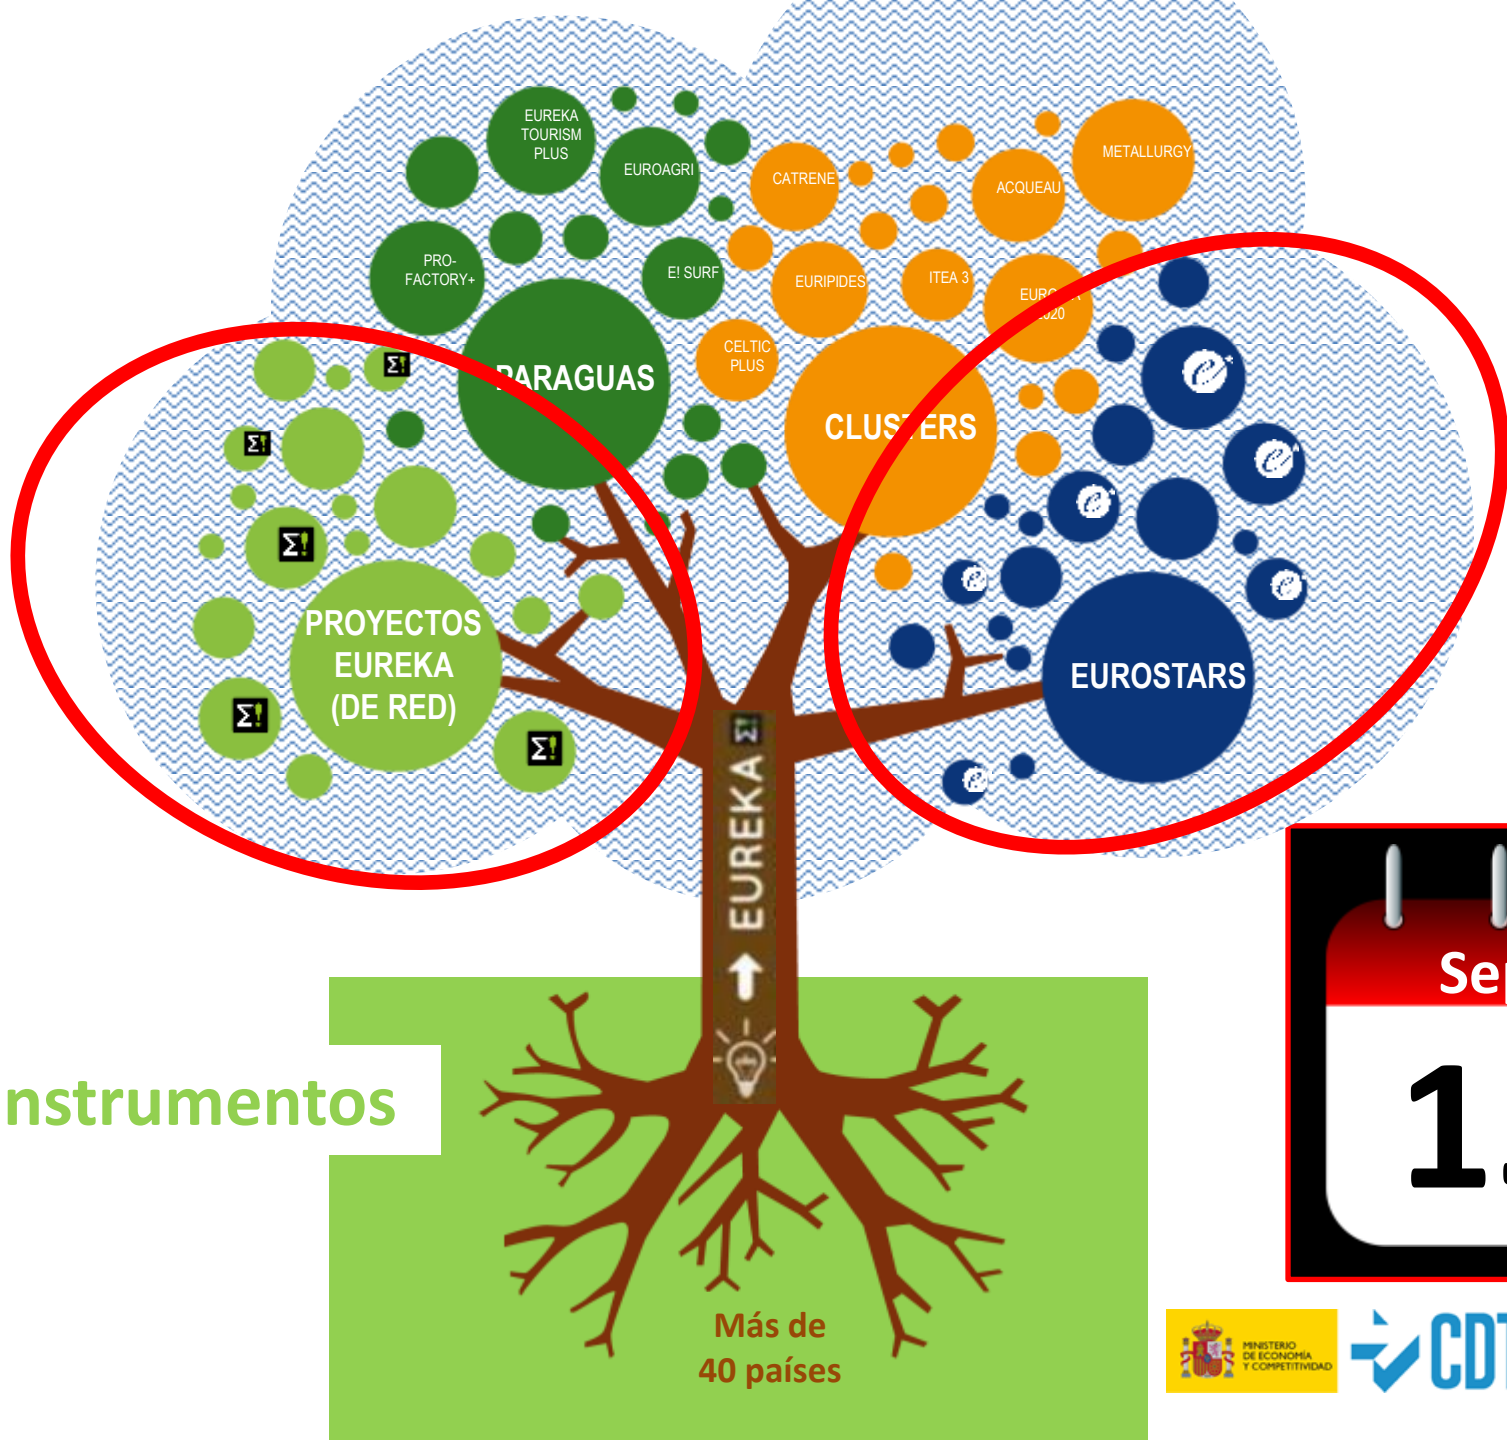 EUREKA
TOURISM
PLUS
EUROAGRI
PRO-
FACTORY+
E! SURF
PARAGUAS
CATRENE
ACQUEAU
METALLURGY
EURIPIDES
ITEA 3
CELTIC
PLUS
CLUSTERS
PROYECTOS
EUREKA
(DE RED)
EUROSTARS
EUREKA Σ!
Σ!
Σ!
Σ!
Σ!
Σ!
nstrumentos
Más de
40 países
MINISTERIO
DE ECONOMÍA
Y COMPETITIVIDAD